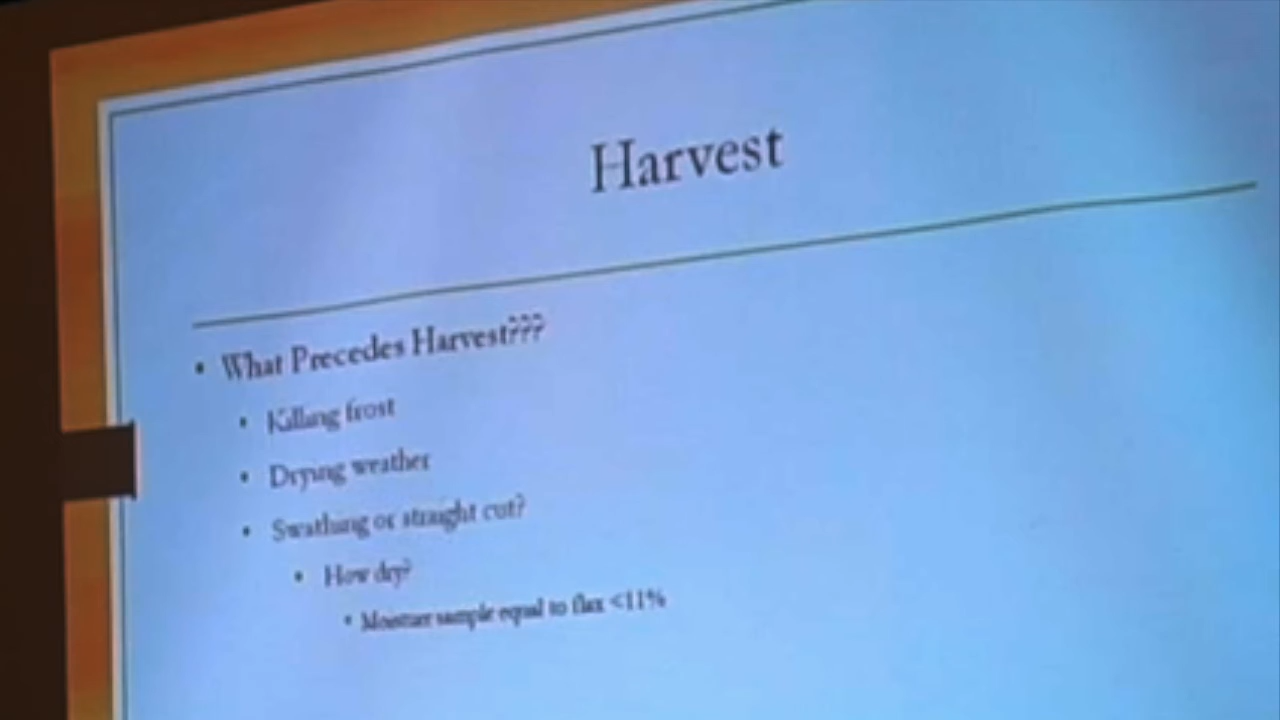 Harvest
• What Precedes Harvest???
• Killing frost
• Drying weather
• Swathing or straight cut?
• How dry?
• Moisture sample equal to flax <11%